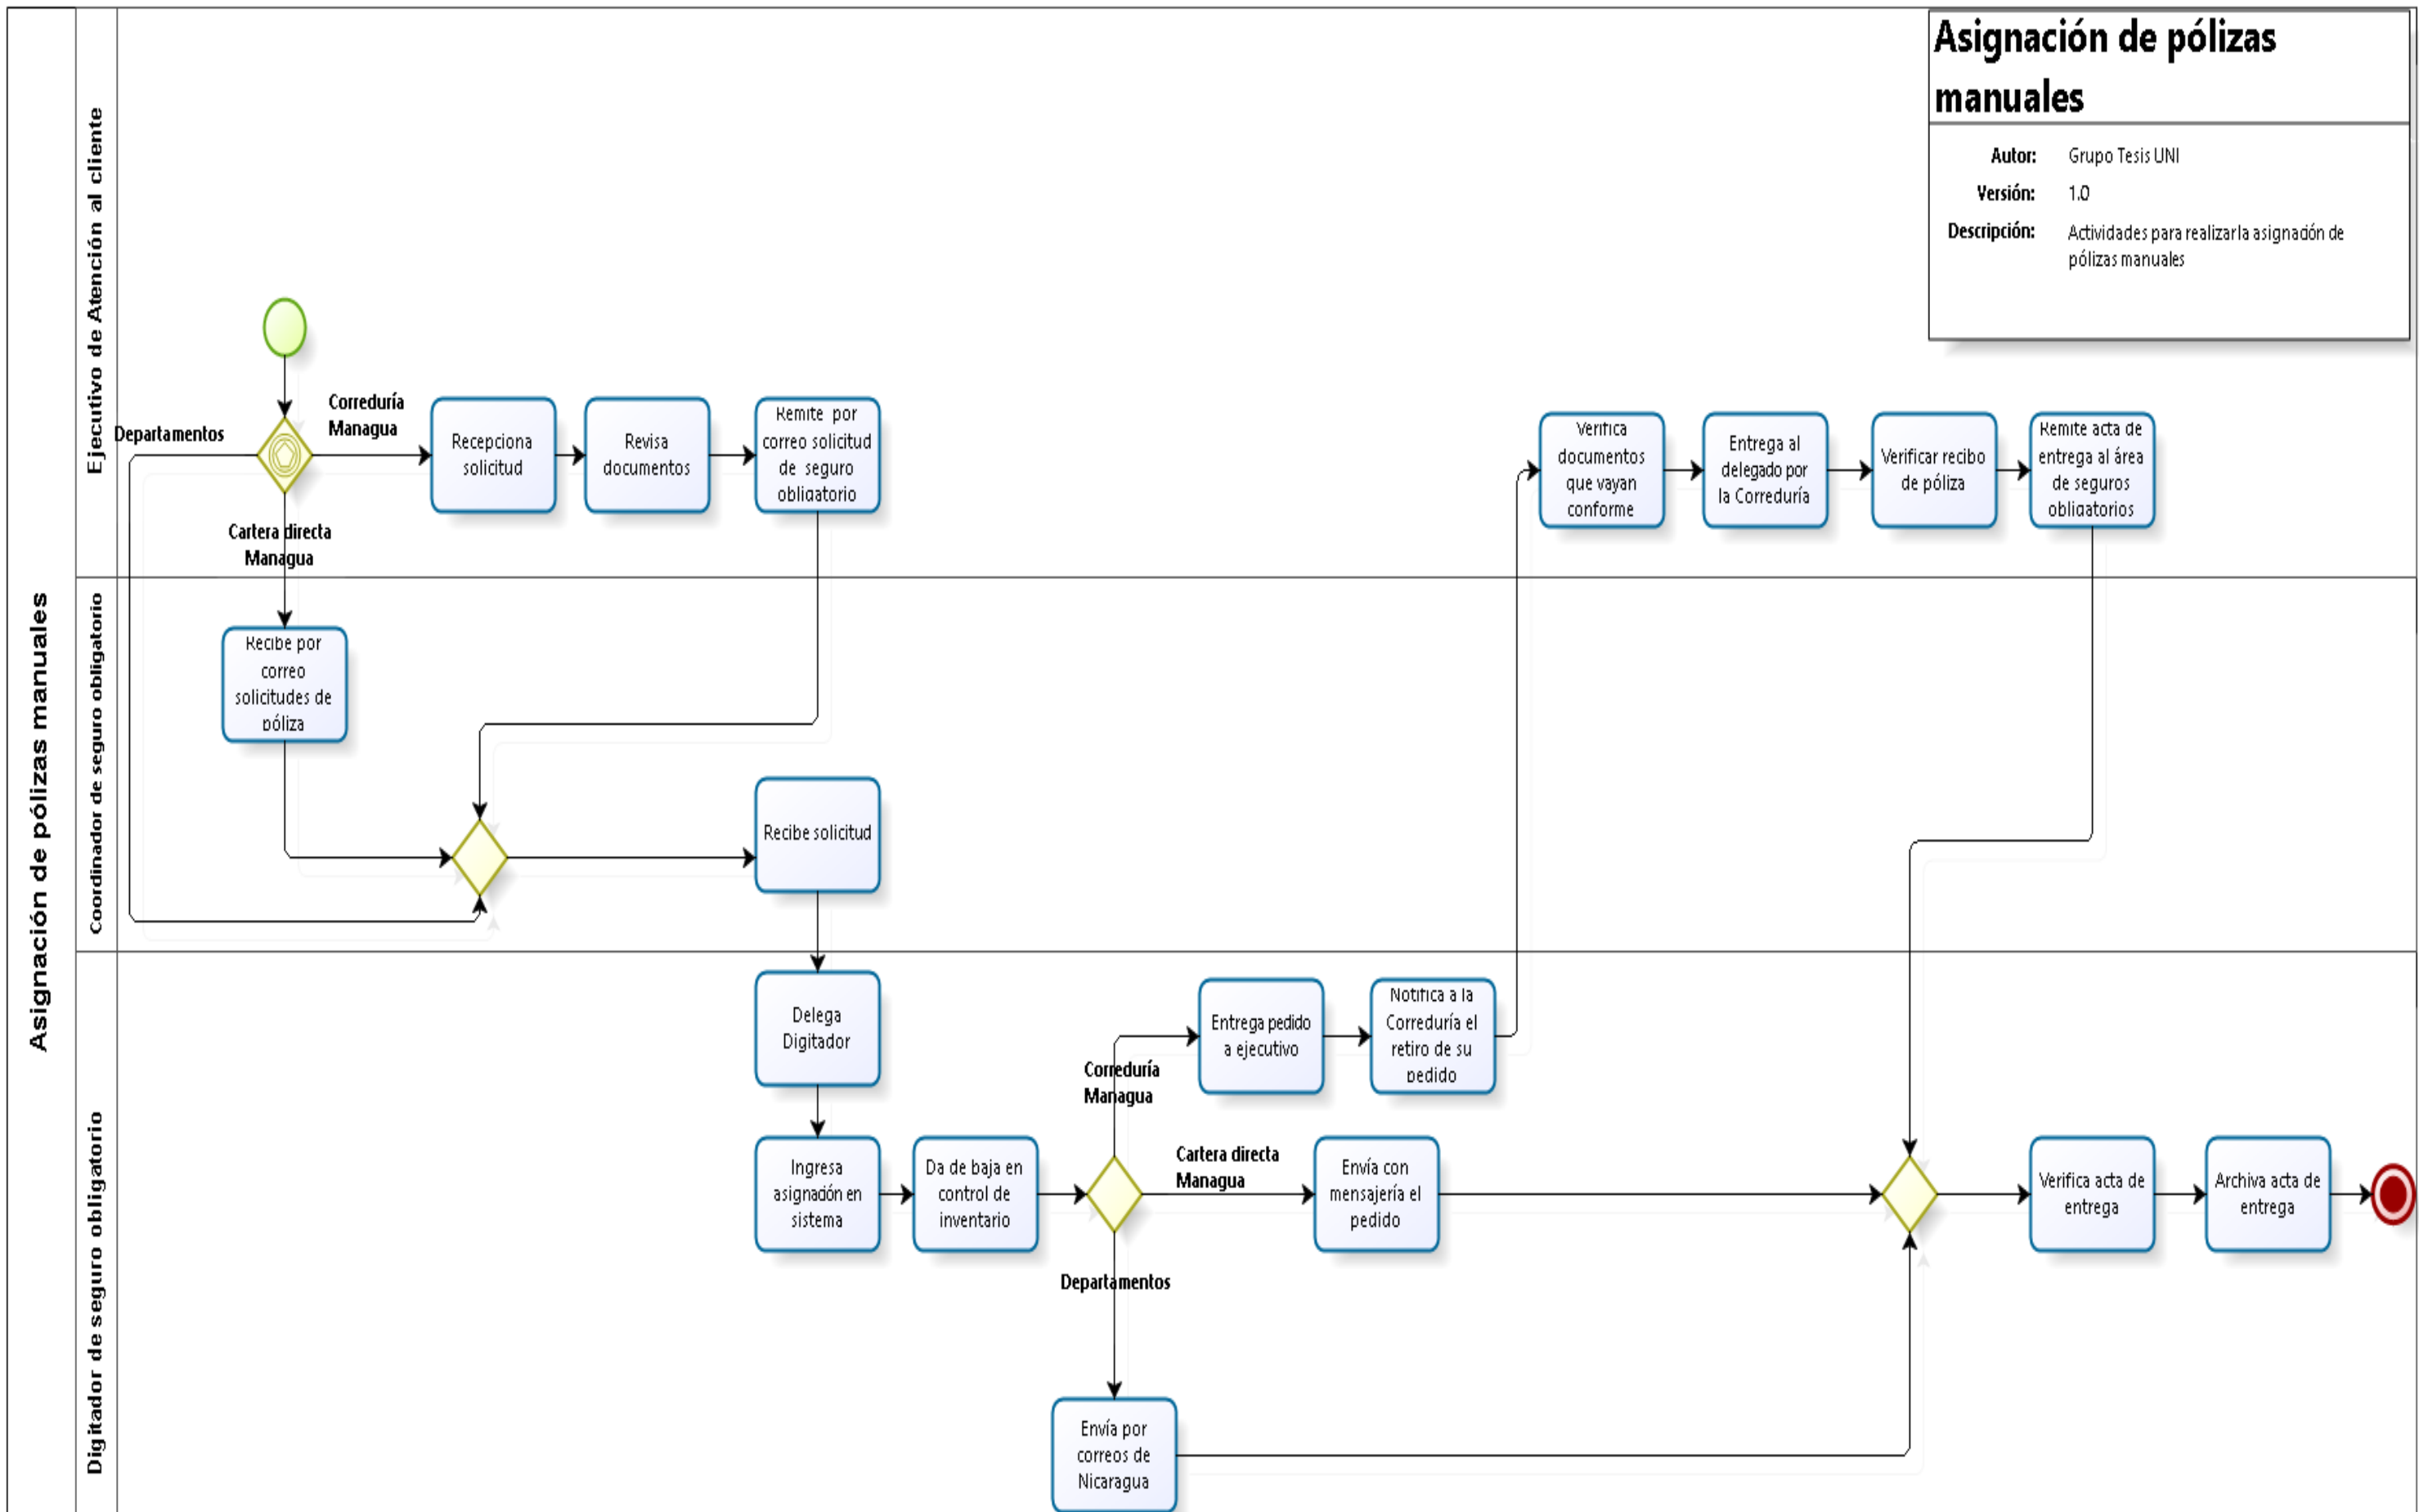 Asignación de pólizas
manuales
Autor: Grupo Tesis UNI
Versión: 1.0
Descripción: Actividades para realizar la asignación de
pólizas manuales
Asignación de pólizas manuales
Ejecutivo de Atención al cliente
Departamentos
Correduría
Managua
Cartera directa
Managua
Recepciona
solicitud
Revisa
documentos
Remite por
correo solicitud
de seguro
obligatorio
Verifica
documentos
que vayan
conforme
Entrega al
delegado por
la Correduría
Verificar recibo
de póliza
Remite acta de
entrega al área
de seguros
obligatorios
Coordinador de seguro obligatorio
Recibe por
correo
solicitudes de
póliza
Recibe solicitud
Digitador de seguro obligatorio
Delega
Digitador
Ingresa
asignación en
sistema
Da de baja en
control de
inventario
Correduría
Managua
Entrega pedido
a ejecutivo
Notifica a la
Correduría el
retiro de su
pedido
Cartera directa
Managua
Envía con
mensajería el
pedido
Departamentos
Envía por
correos de
Nicaragua
Verifica acta de
entrega
Archiva acta de
entrega